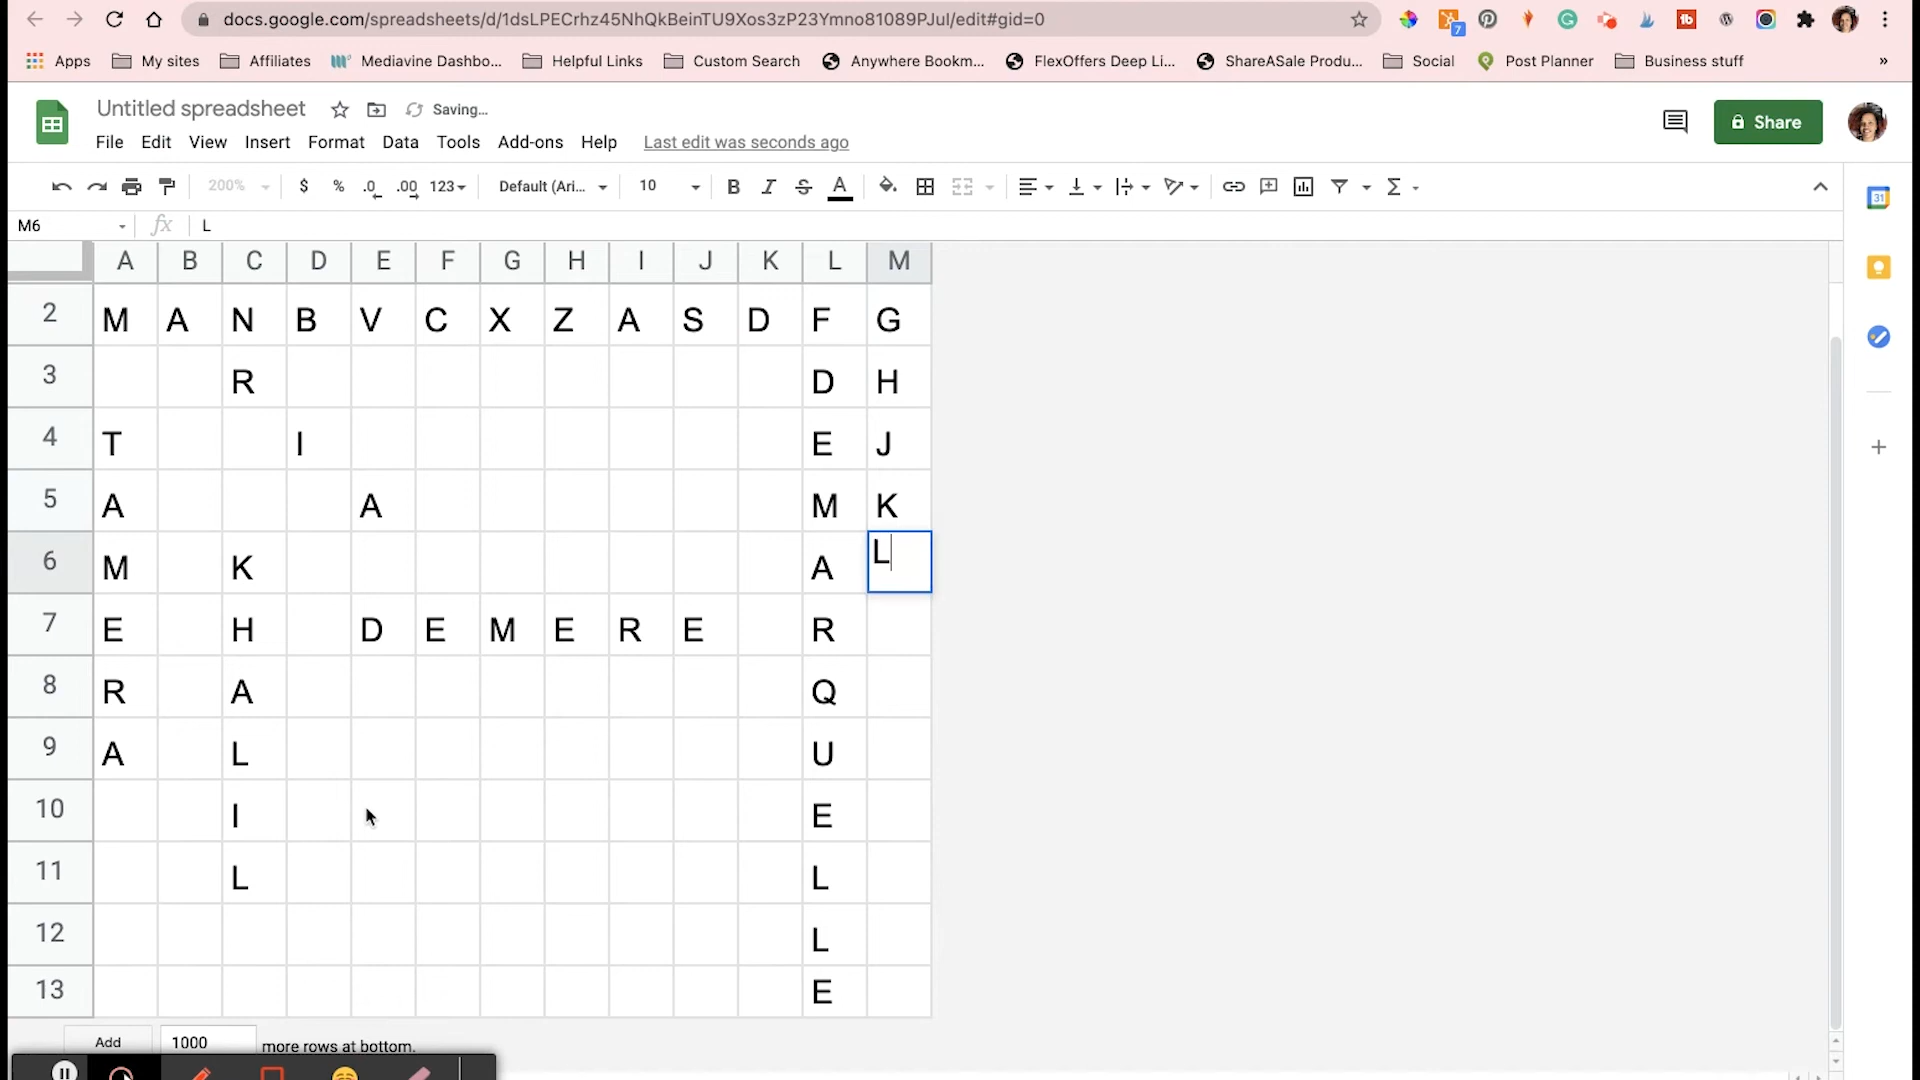 docs.google.com/spreadsheets/d/1dsLPECrhz45NhQkBeinTU9Xos3zP23Ymno81089PJuI/edit#gid=0
7
Apps My sites Affiliates Mediavine Dashbo... Helpful Links Custom Search Anywhere Bookm... FlexOffers Deep Li... ShareASale Produ... Social Post Planner Business stuff »
Untitled spreadsheet Saving...
Share
File Edit View Insert Format Data Tools Add-ons Help Last edit was seconds ago
200% $ % .0 .00 123 Default (Ari... 10 B I S A Σ
31
M6 fx L
A B C D E F G H I J K L M
2 M A N B V C X Z A S D F G
3 R D H
4 T I E J
5 A A M K
6 M K A L
7 E H D E M E R E R
8 R A Q
9 A L U
10 I E
11 L L
12 L
13 E
Add 1000 more rows at bottom.